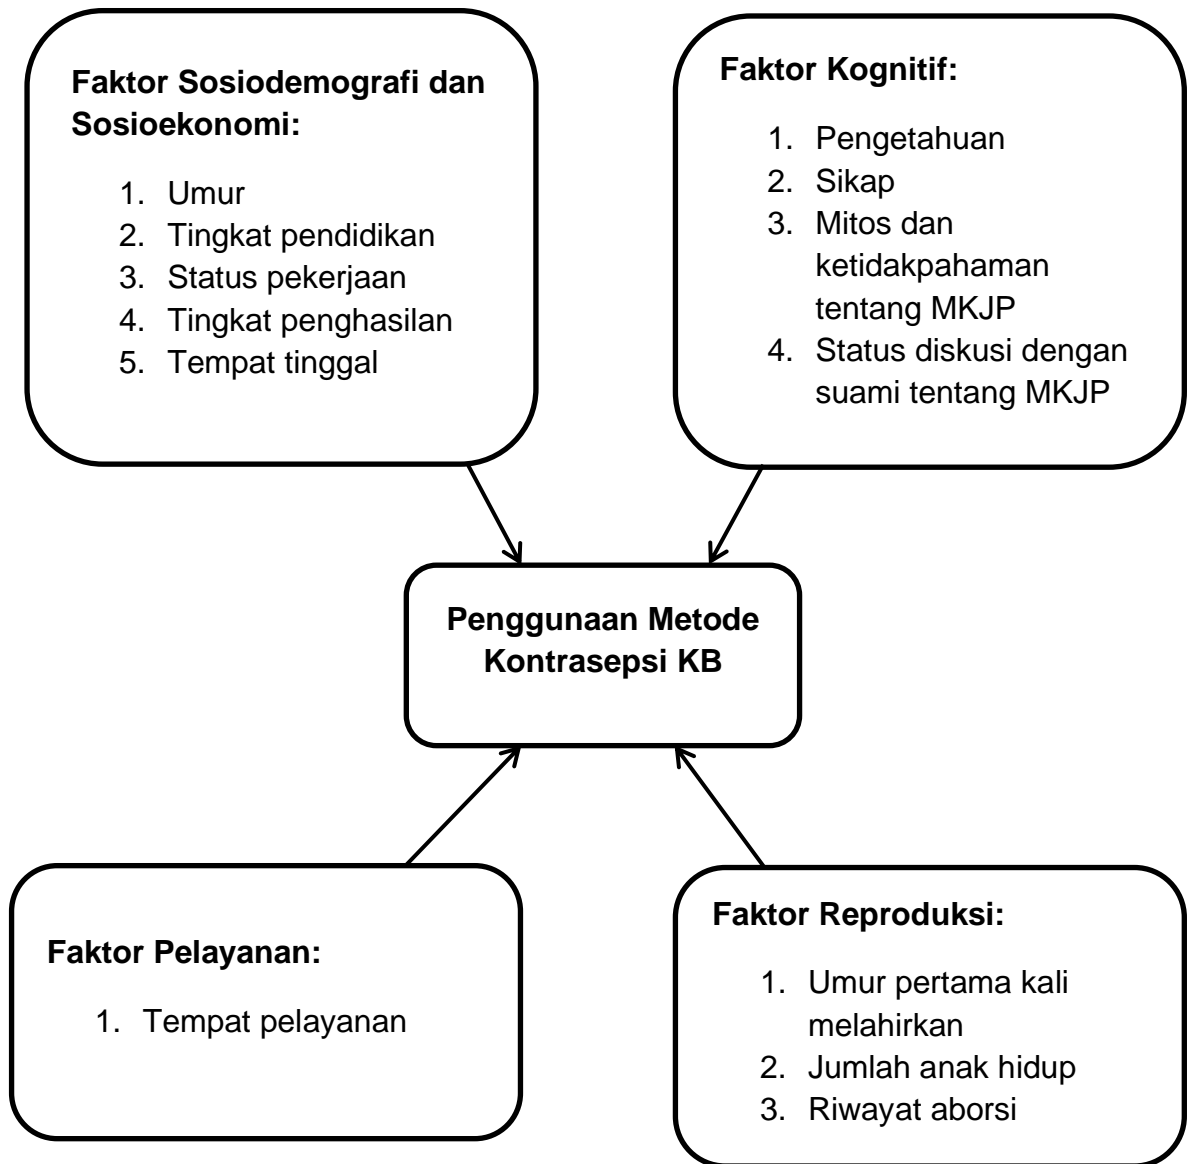 Faktor Sosiodemografi dan
Sosioekonomi:
1. Umur
2. Tingkat pendidikan
3. Status pekerjaan
4. Tingkat penghasilan
5. Tempat tinggal
Faktor Kognitif:
1. Pengetahuan
2. Sikap
3. Mitos dan
ketidakpahaman
tentang MKJP
4. Status diskusi dengan
suami tentang MKJP
Penggunaan Metode
Kontrasepsi KB
Faktor Pelayanan:
1. Tempat pelayanan
Faktor Reproduksi:
1. Umur pertama kali
melahirkan
2. Jumlah anak hidup
3. Riwayat aborsi